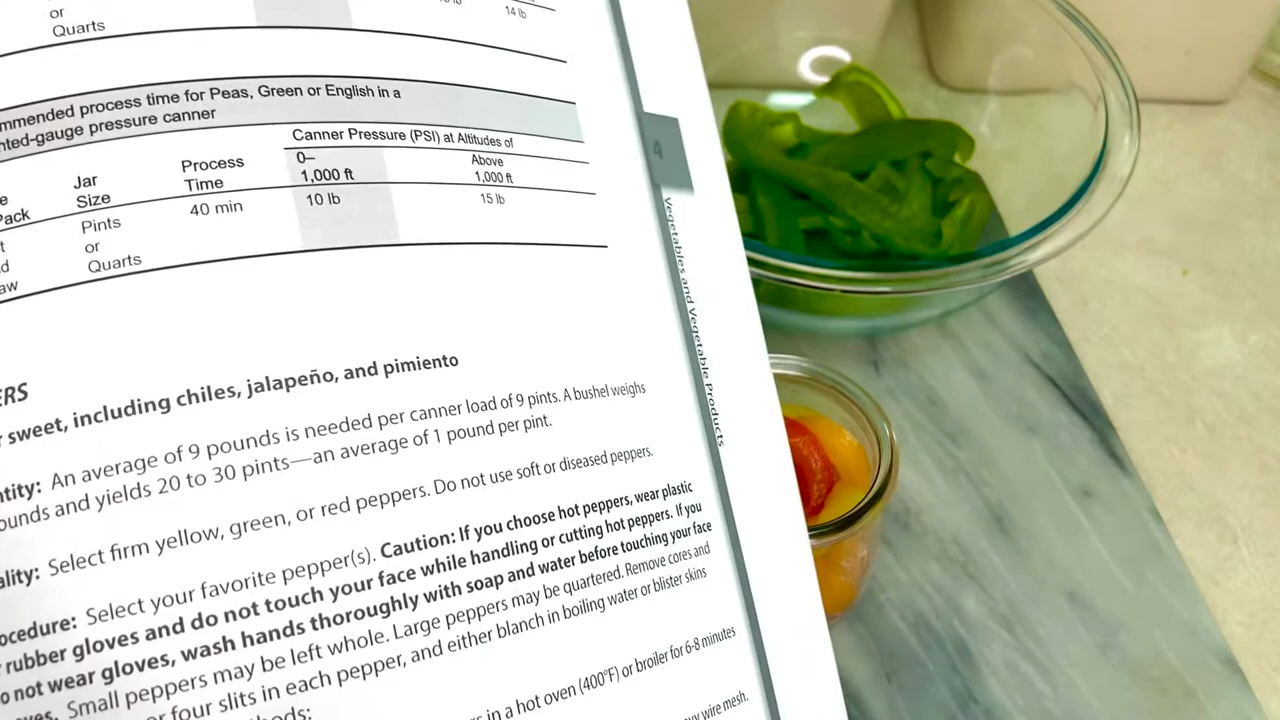 or
Quarts
14 lb
mmended process time for Peas, Green or English in a
nted-gauge pressure canner
Canner Pressure (PSI) at Altitudes of
e
Pack
Jar
Size
Process
Time
0–
1,000 ft
Above
1,000 ft
t
d
aw
Pints
or
Quarts
40 min
10 lb
15 lb
4
Vegetables and Vegetable Products
ERS
r sweet, including chiles, jalapeño, and pimiento
ntity: An average of 9 pounds is needed per canner load of 9 pints. A bushel weighs
ounds and yields 20 to 30 pints—an average of 1 pound per pint.
ality: Select firm yellow, green, or red peppers. Do not use soft or diseased peppers.
ocedure: Select your favorite pepper(s). Caution: If you choose hot peppers, wear plastic
r rubber gloves and do not touch your face while handling or cutting hot peppers. If you
o not wear gloves, wash hands thoroughly with soap and water before touching your face
yes. Small peppers may be left whole. Large peppers may be quartered. Remove cores and
or four slits in each pepper, and either blanch in boiling water or blister skins
hods:
s in a hot oven (400°F) or broiler for 6-8 minutes
vy wire mesh.